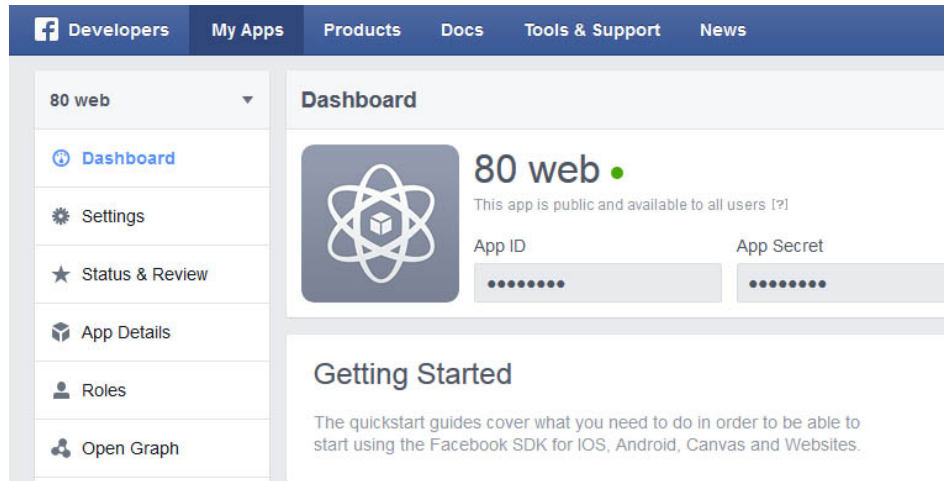 Developers My Apps Products Docs Tools & Support News
80 web
Dashboard
Settings
Status & Review
App Details
Roles
Open Graph
Dashboard
80 web
This app is public and available to all users [?]
App ID App Secret
•••••••• ••••••••
Getting Started
The quickstart guides cover what you need to do in order to be able to
start using the Facebook SDK for IOS, Android, Canvas and Websites.